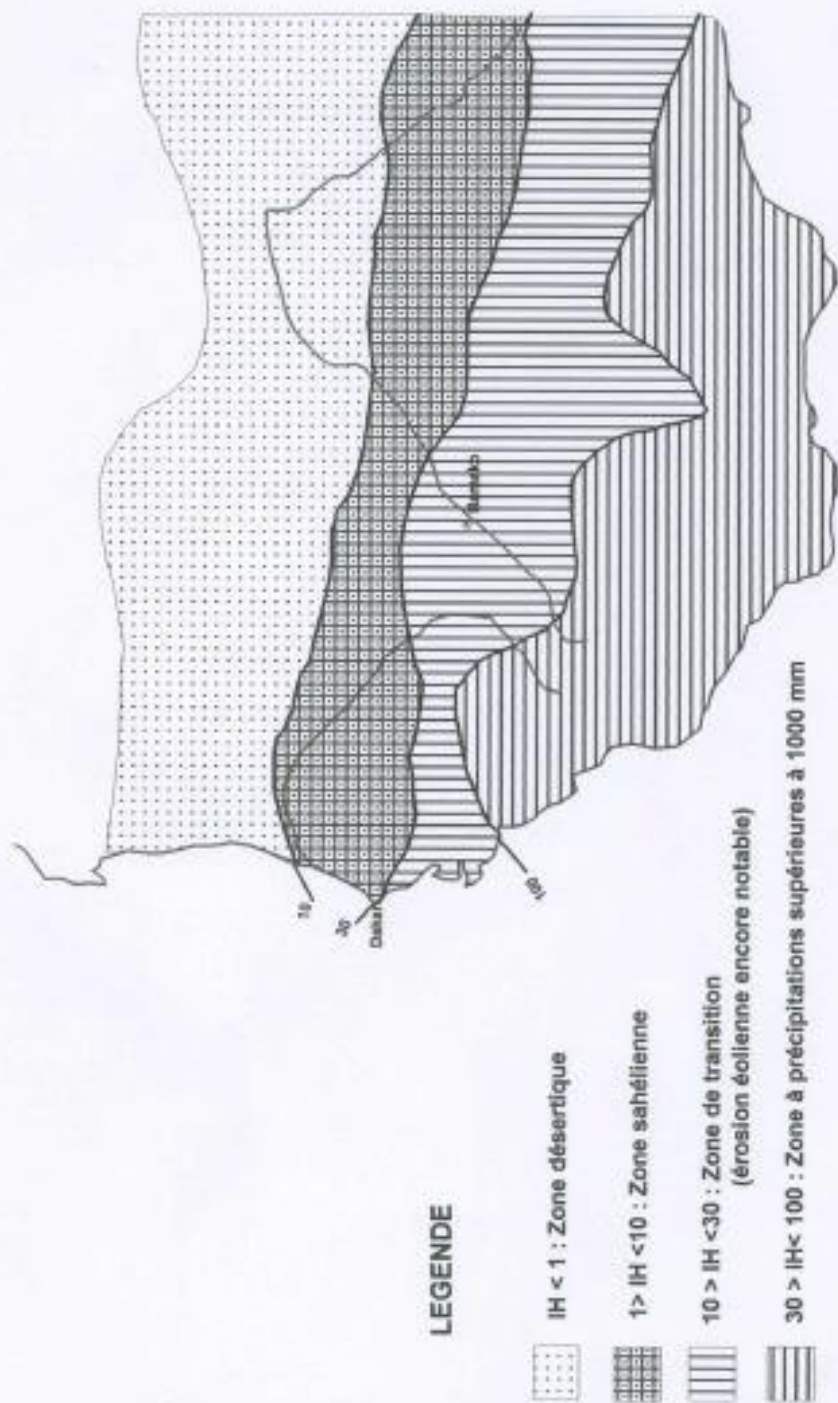 Bamako
10
30
Dakar
100
LEGENDE
IH < 1 : Zone désertique
1> IH <10 : Zone sahélienne
10 > IH <30 : Zone de transition
(érosion éolienne encore notable)
30 > IH< 100 : Zone à précipitations supérieures à 1000 mm